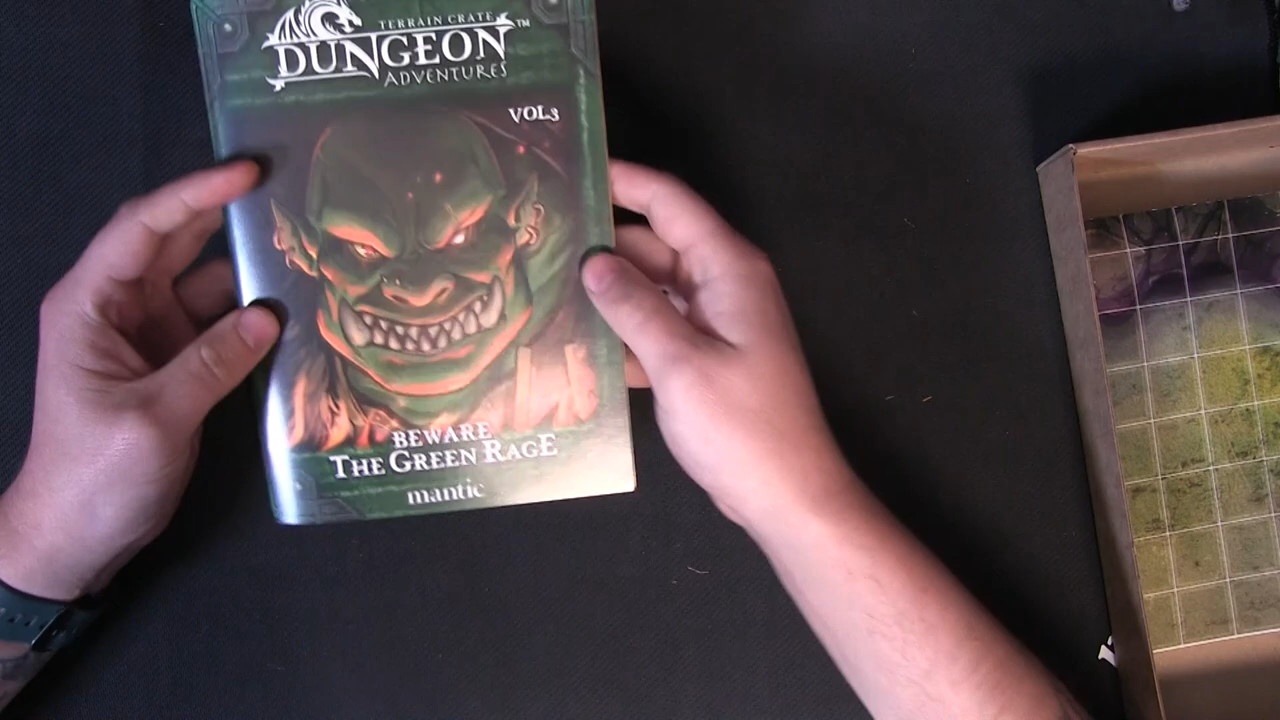 TERRAIN CRATE
DUNGEON™
ADVENTURES
VOL3
BEWARE
THE GREEN RAGE
mantic